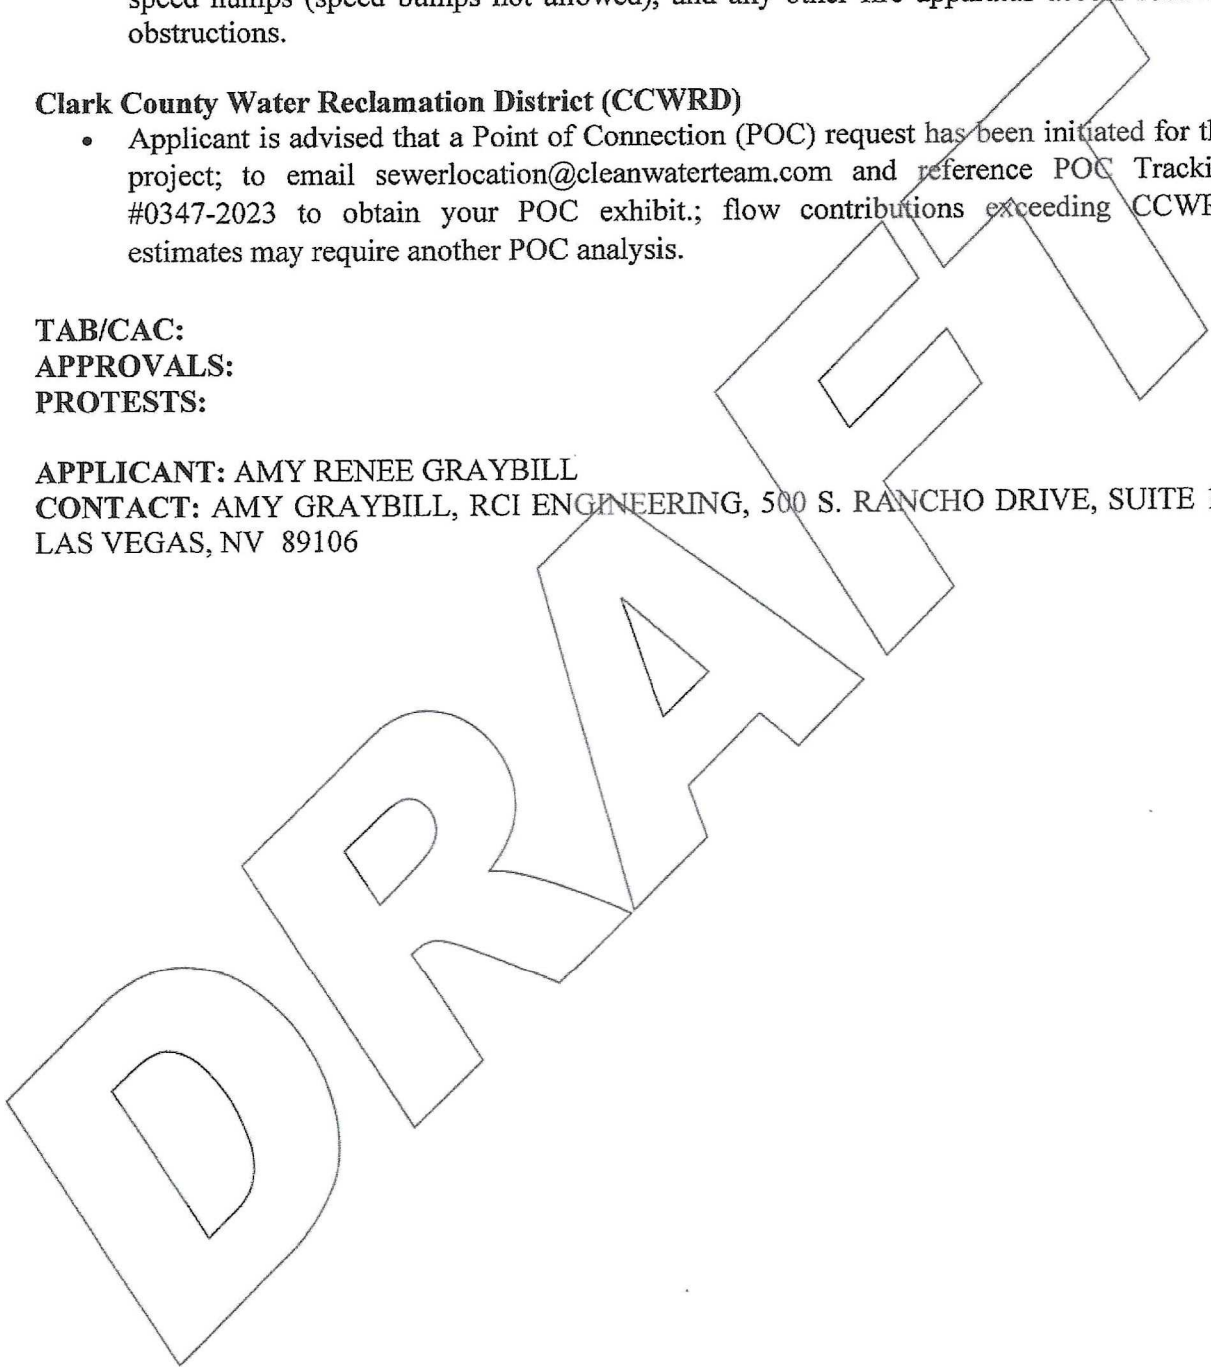 speed humps (speed bumps not allowed), and any other fire apparatus access
obstructions.
Clark County Water Reclamation District (CCWRD)
• Applicant is advised that a Point of Connection (POC) request has been initiated for
project; to email sewerlocation@cleanwaterteam.com and reference POC
#0347-2023 to obtain your POC exhibit.; flow contributions exceeding
estimates may require another POC analysis.
TAB/CAC:
APPROVALS:
PROTESTS:
APPLICANT: AMY RENEE GRAYBILL
CONTACT: AMY GRAYBILL, RCI ENGINEERING, 500 S. RANCHO DRIVE, SUITE
LAS VEGAS, NV 89106
DRAFT